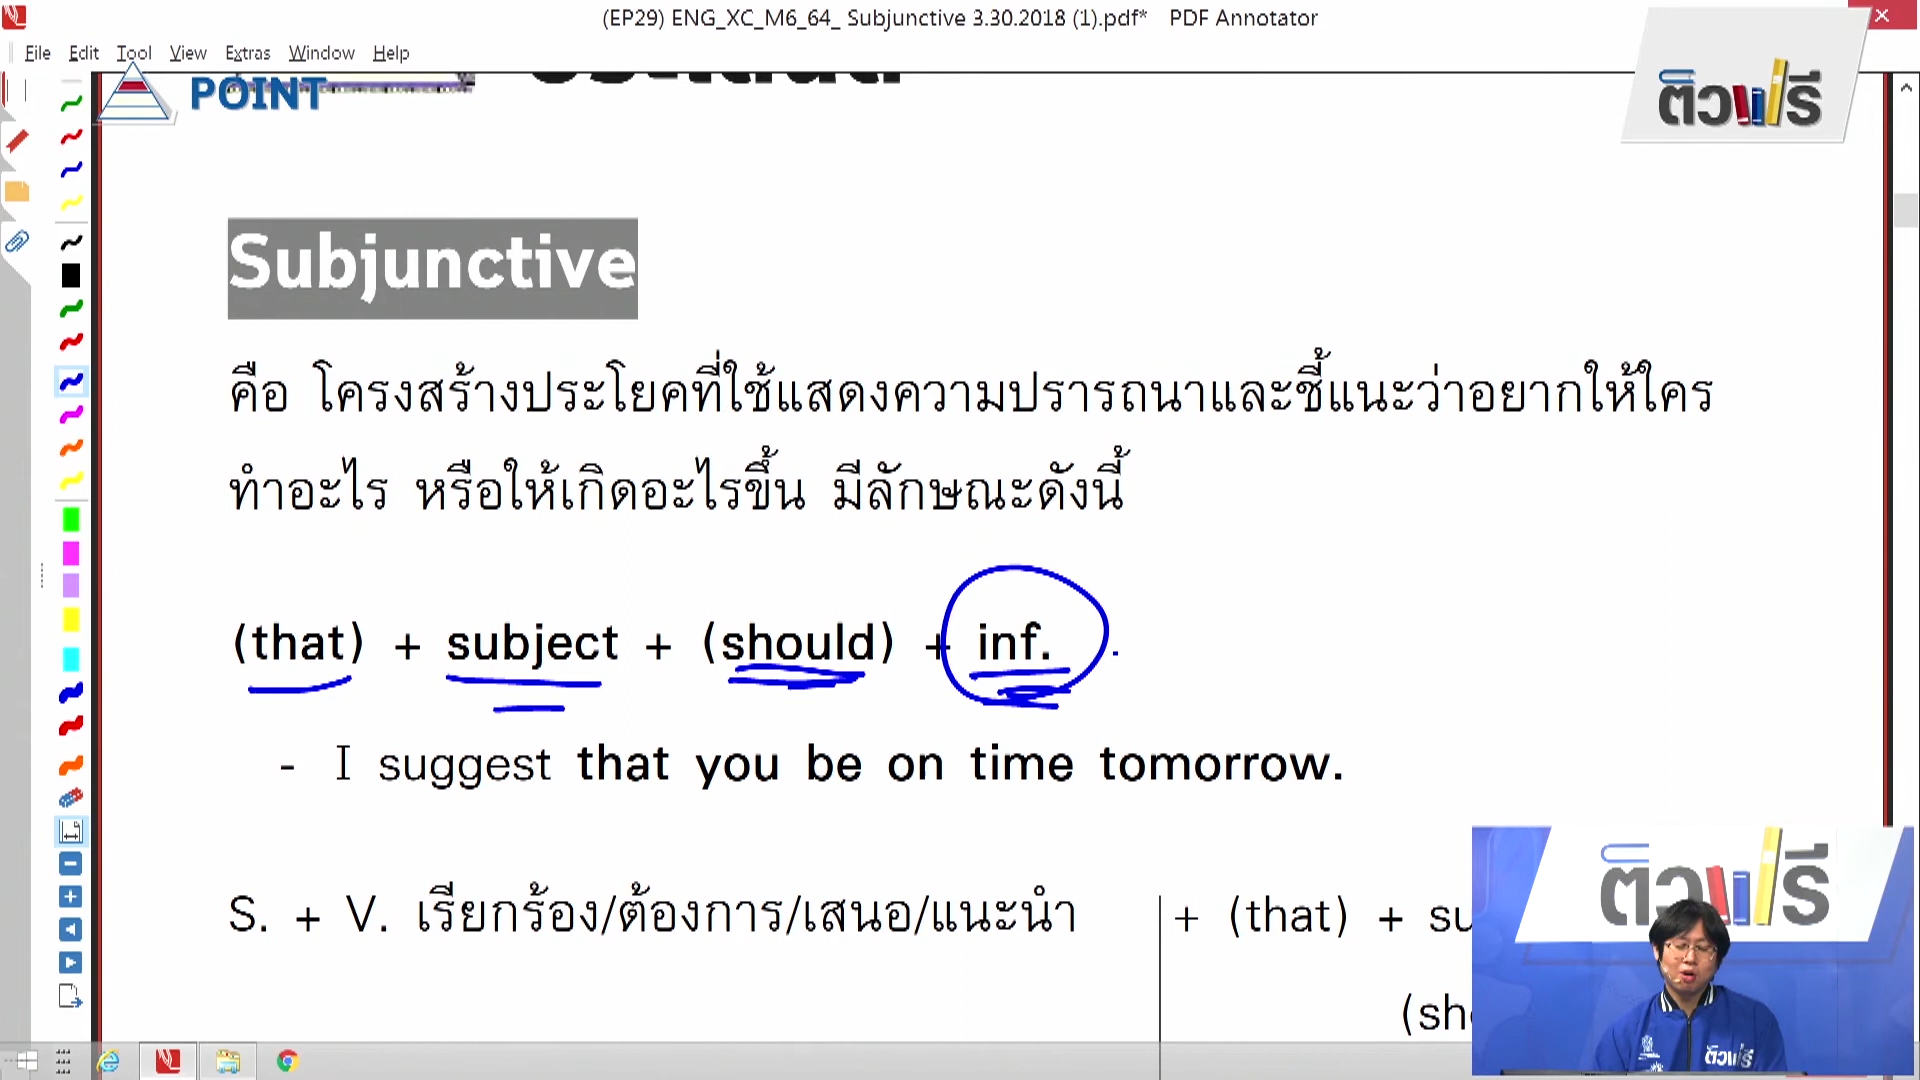 (EP29) ENG_XC_M6_64_ Subjunctive 3.30.2018 (1).pdf* PDF Annotator
File Edit Tool View Extras Window Help
POINT
ติวฟรี
Subjunctive
คือ โครงสร้างประโยคที่ใช้แสดงความปรารถนาและชี้แนะว่าอยากให้ใคร
ทำอะไร หรือให้เกิดอะไรขึ้น มีลักษณะดังนี้
(that) + subject + (should) + inf.
- I suggest that you be on time tomorrow.
S. + V. เรียกร้อง/ต้องการ/เสนอ/แนะนำ + (that) + su
(sh
ติวฟรี
ติวฟรี